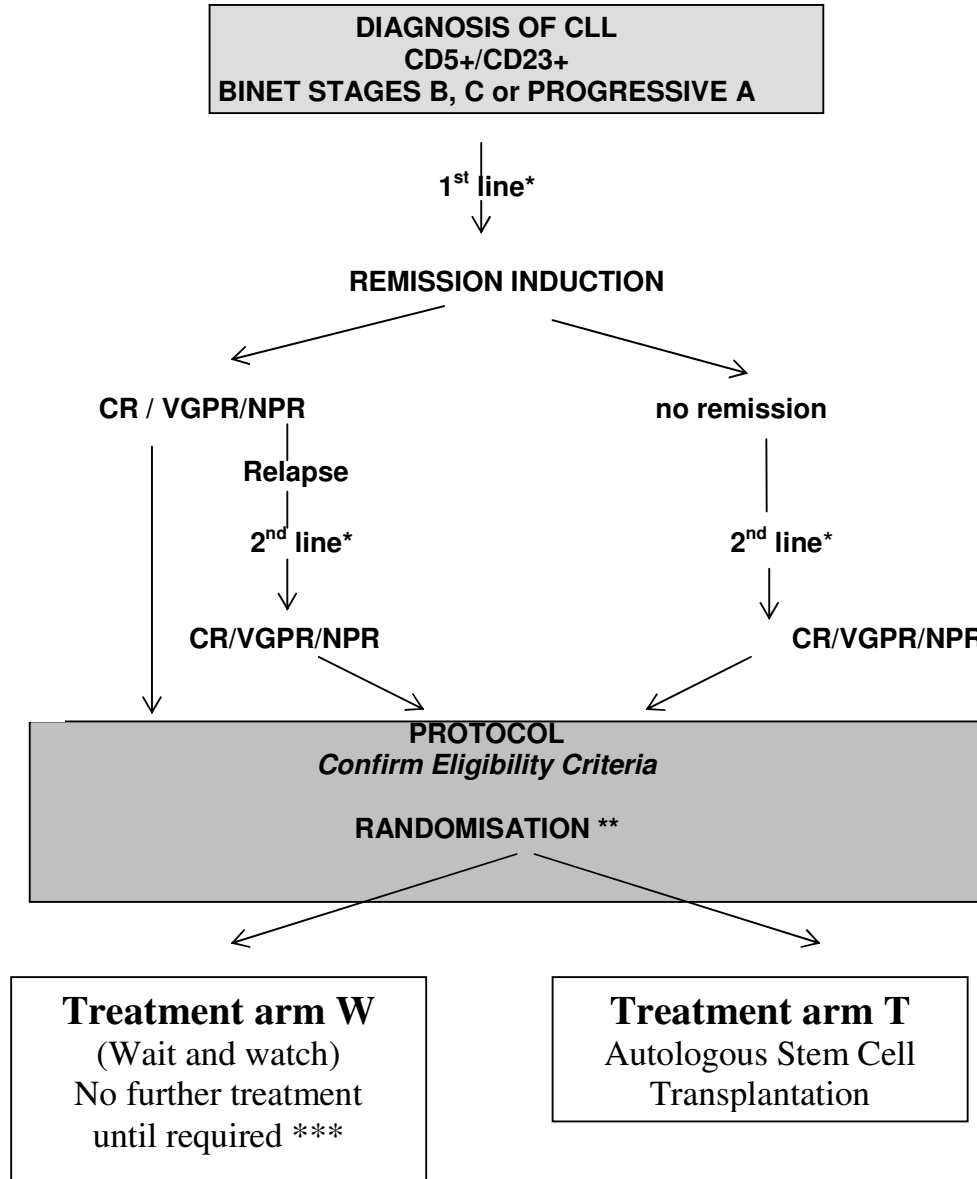 DIAGNOSIS OF CLL
CD5+/CD23+
BINET STAGES B, C or PROGRESSIVE A
1st line*
REMISSION INDUCTION
CR / VGPR/NPR
no remission
Relapse
2nd line*
2nd line*
CR/VGPR/NPR
CR/VGPR/NPR
PROTOCOL
Confirm Eligibility Criteria
RANDOMISATION **
Treatment arm W
(Wait and watch)
No further treatment
until required ***
Treatment arm T
Autologous Stem Cell
Transplantation